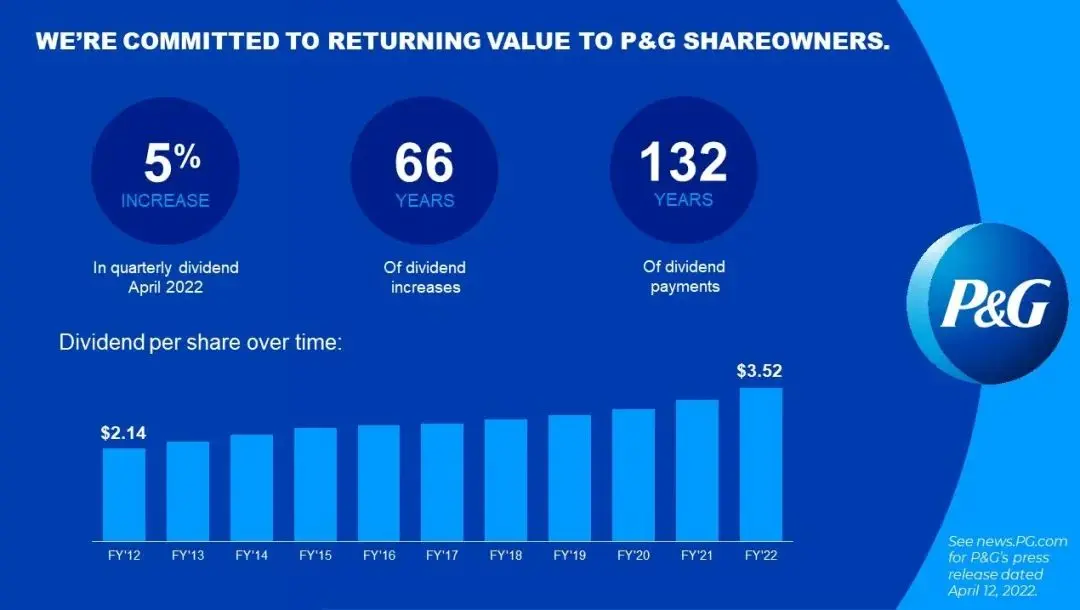 WE'RE COMMITTED TO RETURNING VALUE TO P&G SHAREOWNERS.
5%
INCREASE
In quarterly dividend
April 2022
66
YEARS
Of dividend
increases
132
YEARS
Of dividend
payments
P&G
Dividend per share over time:
$2.14
$3.52
FY'12 FY'13 FY'14 FY'15 FY'16 FY'17 FY'18 FY'19 FY'20 FY'21 FY'22
See news.PG.com
for P&G's press
release dated
April 12, 2022.